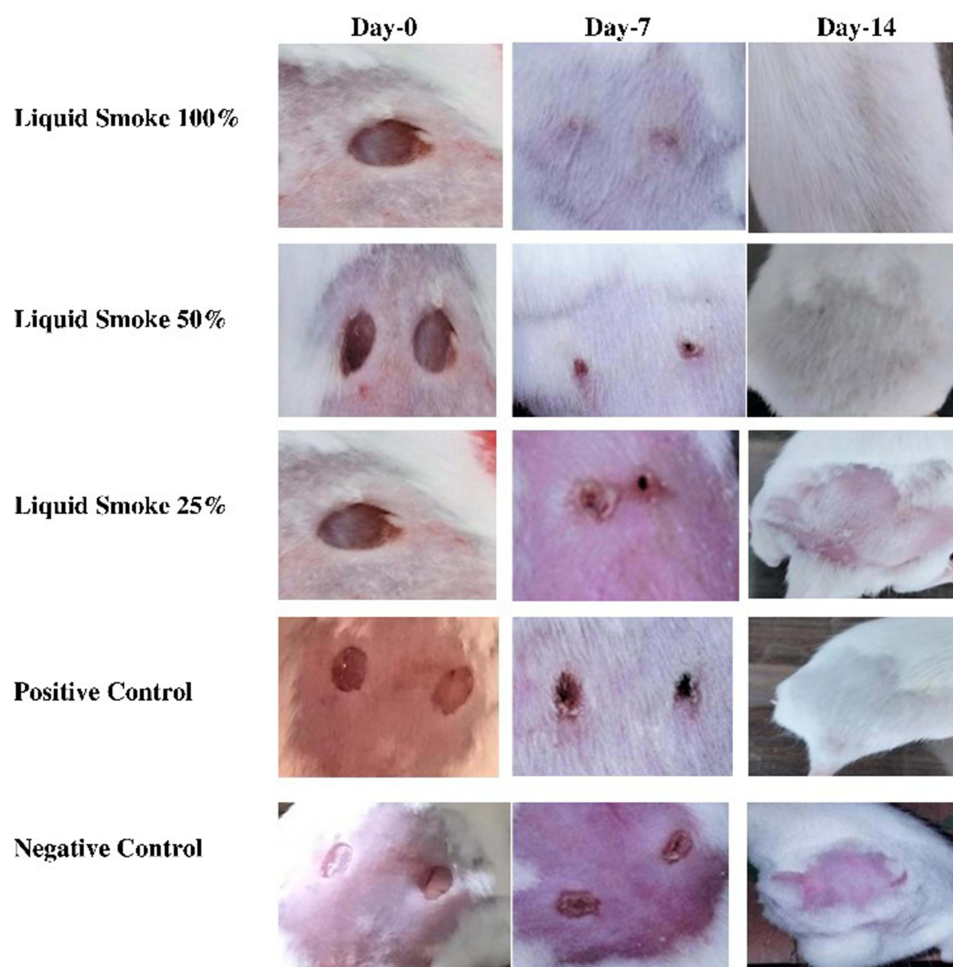 Day-0 Day-7 Day-14
Liquid Smoke 100%
Liquid Smoke 50%
Liquid Smoke 25%
Positive Control
Negative Control